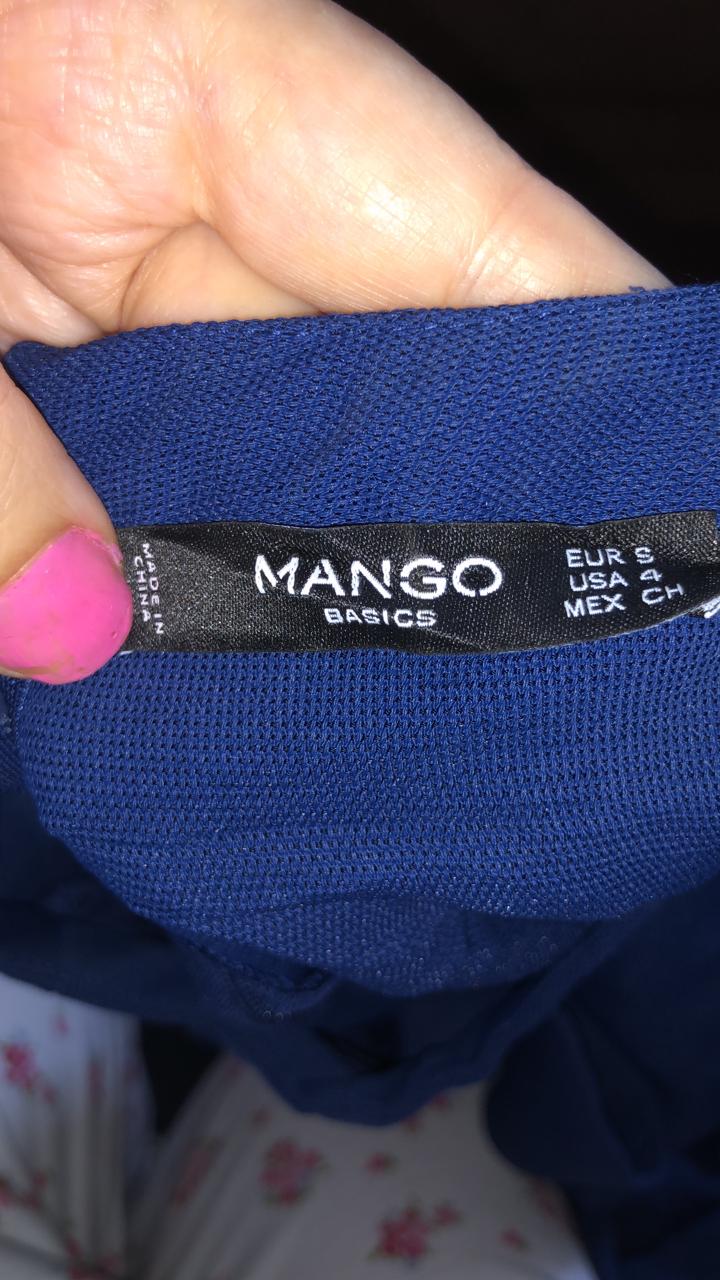 MADE IN
CHINA
MANGO
BASICS
EUR S
USA 4
MEX CH